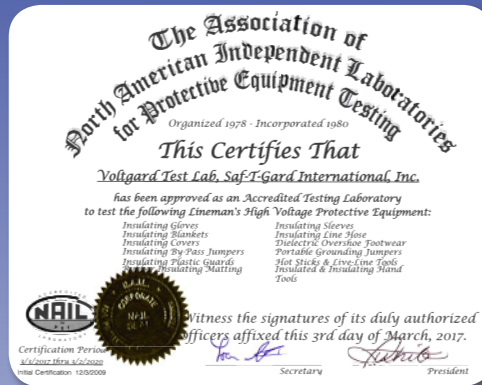 The Association of
North American Independent Laboratories
for Protective Equipment Testing
Organized 1978 - Incorporated 1980
This Certifies That
Voltgard Test Lab, Saf-T-Gard International, Inc.
has been approved as an Accredited Testing Laboratory
to test the following Lineman's High Voltage Protective Equipment:
Insulating Gloves
Insulating Blankets
Insulating Covers
Insulating By-Pass Jumpers
Insulating Plastic Guards
Insulating Matting
Insulating Sleeves
Insulating Line Hose
Dielectric Overshoe Footwear
Portable Grounding Jumpers
Hot Sticks & Live-Line Tools
Insulated & Insulating Hand
Tools
N.A.I.L.
CORPORATE
NAIL
SEAL
NAIL
Witness the signatures of its duly authorized
officers affixed this 3rd day of March, 2017.
Certification Period
3/1/2017 thru 3/2/2020
Initial Certification 12/3/2009
Secretary
President